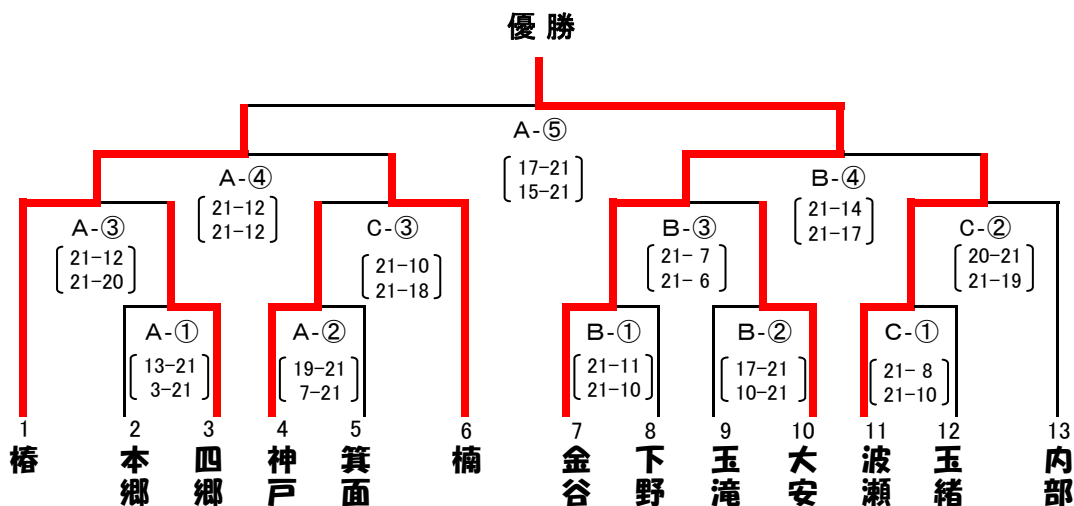 優勝
A-⑤
17-21
15-21
A-④
21-12
21-12
B-④
21-14
21-17
A-③
21-12
21-20
C-③
21-10
21-18
B-③
21- 7
21- 6
C-②
20-21
21-19
A-①
13-21
3-21
A-②
19-21
7-21
B-①
21-11
21-10
B-②
17-21
10-21
C-①
21- 8
21-10
1 2 3 4 5 6 7 8 9 10 11 12 13
椿 本郷 四郷 神戸 箕面 楠 金谷 下野 玉滝 大安 波瀬 玉緒 内部